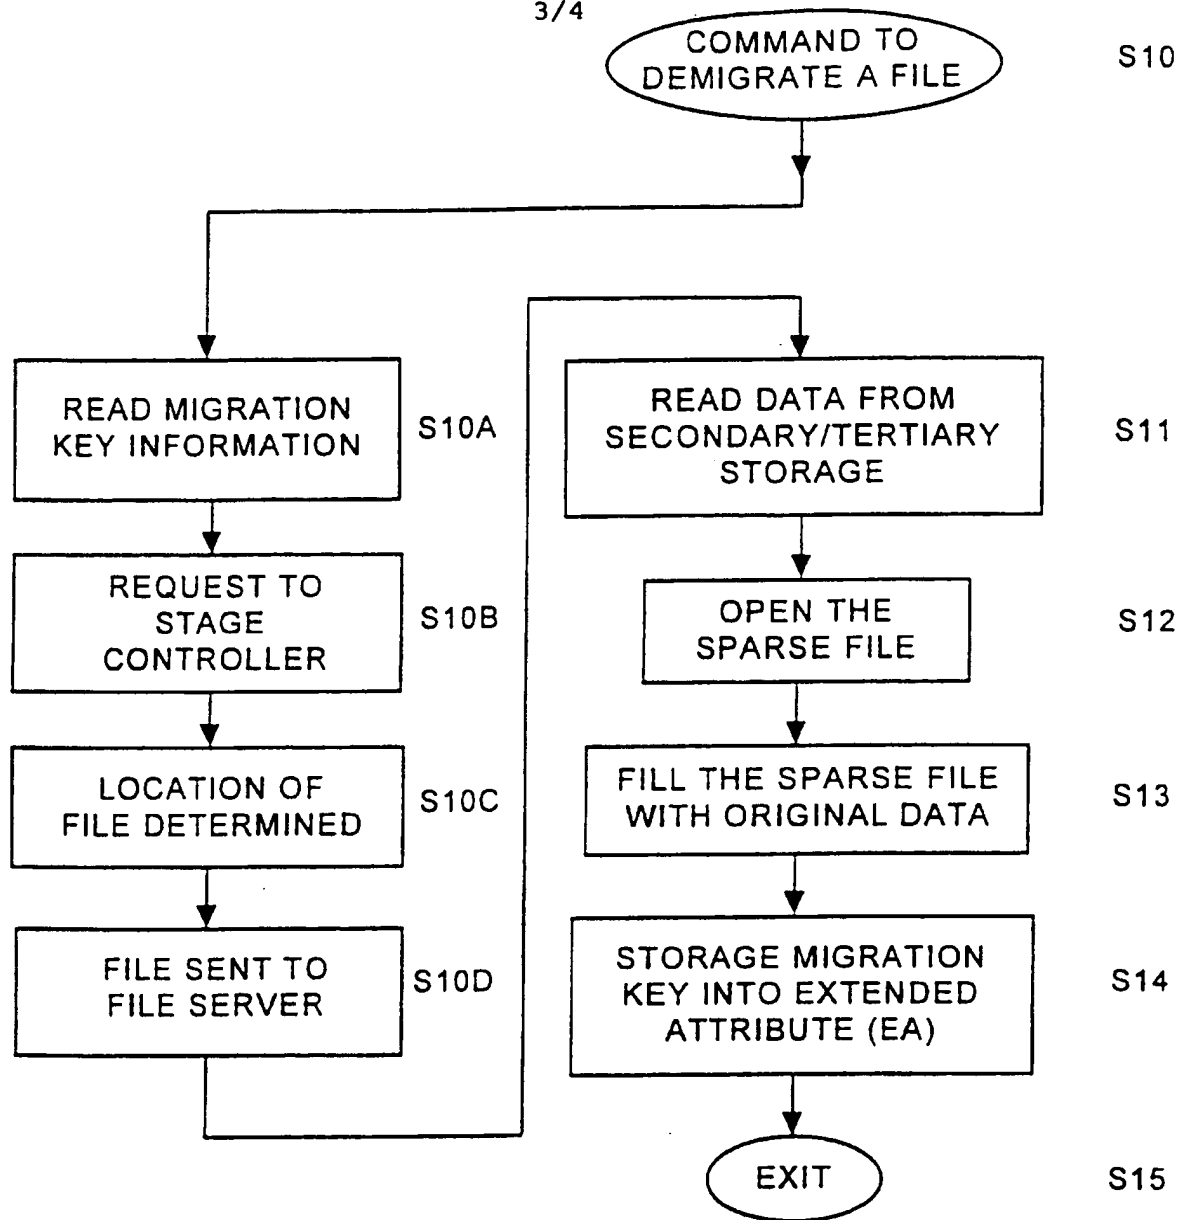 3/4
COMMAND TO
DEMIGRATE A FILE
S10
READ MIGRATION
KEY INFORMATION
S10A
REQUEST TO
STAGE
CONTROLLER
S10B
LOCATION OF
FILE DETERMINED
S10C
FILE SENT TO
FILE SERVER
S10D
READ DATA FROM
SECONDARY/TERTIARY
STORAGE
S11
OPEN THE
SPARSE FILE
S12
FILL THE SPARSE FILE
WITH ORIGINAL DATA
S13
STORAGE MIGRATION
KEY INTO EXTENDED
ATTRIBUTE (EA)
S14
EXIT
S15